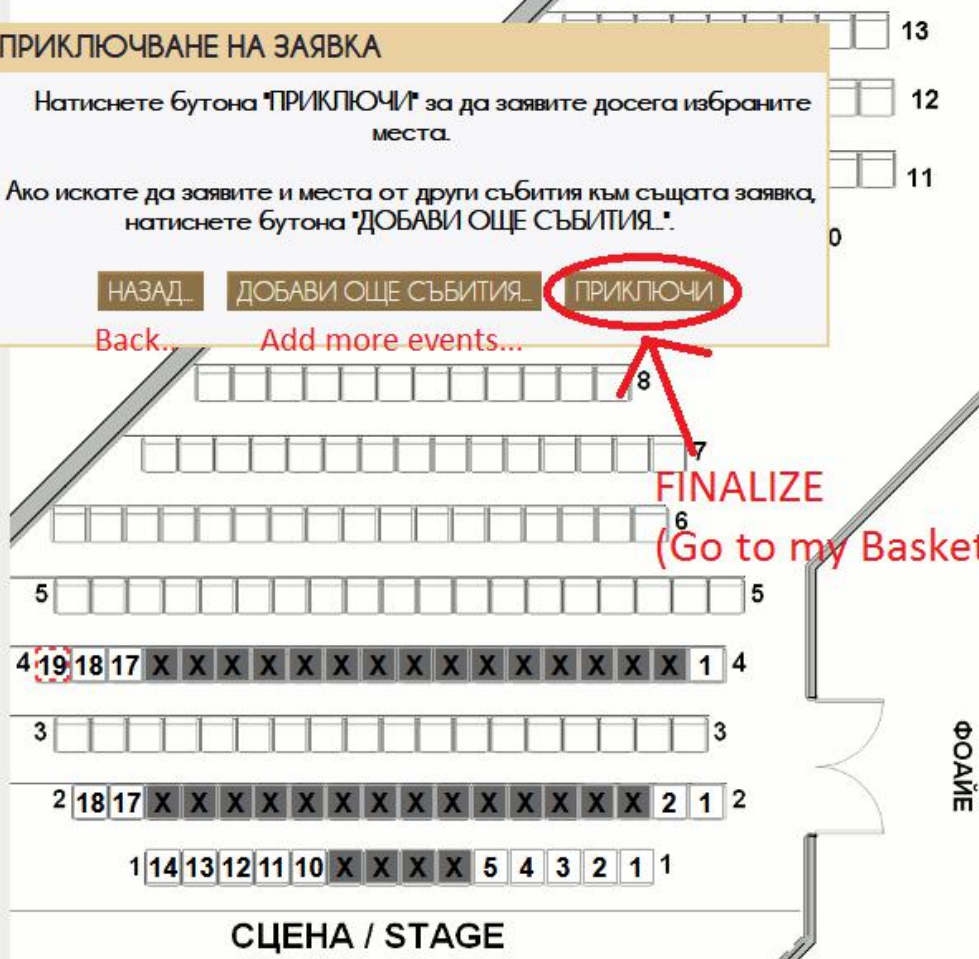 ПРИКЛЮЧВАНЕ НА ЗАЯВКА
13
Натиснете бутона "ПРИКЛЮЧИ" за да заявите досега избраните
места.
12
Ако искате да заявите и места от други събития към същата заявка,
натиснете бутона "ДОБАВИ ОЩЕ СЪБИТИЯ...".
11
0
НАЗАД... ДОБАВИ ОЩЕ СЪБИТИЯ... ПРИКЛЮЧИ
Back... Add more events...
8
7
FINALIZE
6
(Go to my Basket
5 5
4 19 18 17 X X X X X X X X X X X X X X X 1 4
3 3
ФОАЙЕ
2 18 17 X X X X X X X X X X X X X X 2 1 2
1 14 13 12 11 10 X X X X 5 4 3 2 1 1
СЦЕНА / STAGE